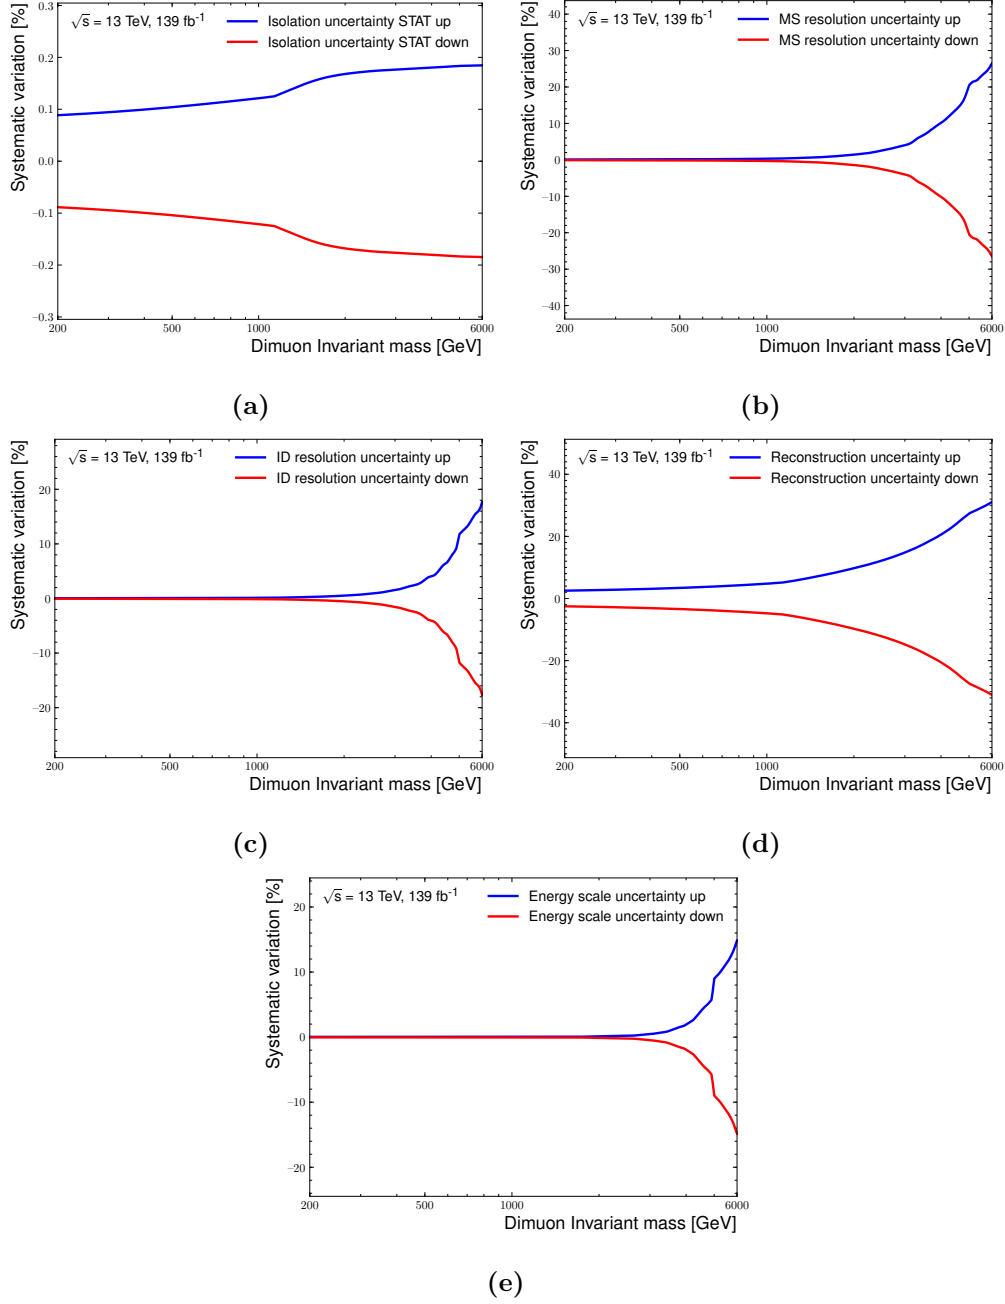 √s = 13 TeV, 139 fb-1
Isolation uncertainty STAT up
Isolation uncertainty STAT down
Systematic variation [%]
0.3
0.2
0.1
0.0
−0.1
−0.2
−0.3
200 500 1000 6000
Dimuon Invariant mass [GeV]
(a)
√s = 13 TeV, 139 fb-1
MS resolution uncertainty up
MS resolution uncertainty down
Systematic variation [%]
40
30
20
10
0
−10
−20
−30
−40
200 500 1000 6000
Dimuon Invariant mass [GeV]
(b)
√s = 13 TeV, 139 fb-1
ID resolution uncertainty up
ID resolution uncertainty down
Systematic variation [%]
20
10
0
−10
−20
200 500 1000 6000
Dimuon Invariant mass [GeV]
(c)
√s = 13 TeV, 139 fb-1
Reconstruction uncertainty up
Reconstruction uncertainty down
Systematic variation [%]
40
20
0
−20
−40
200 500 1000 6000
Dimuon Invariant mass [GeV]
(d)
√s = 13 TeV, 139 fb-1
Energy scale uncertainty up
Energy scale uncertainty down
Systematic variation [%]
20
10
0
−10
−20
200 500 1000 6000
Dimuon Invariant mass [GeV]
(e)